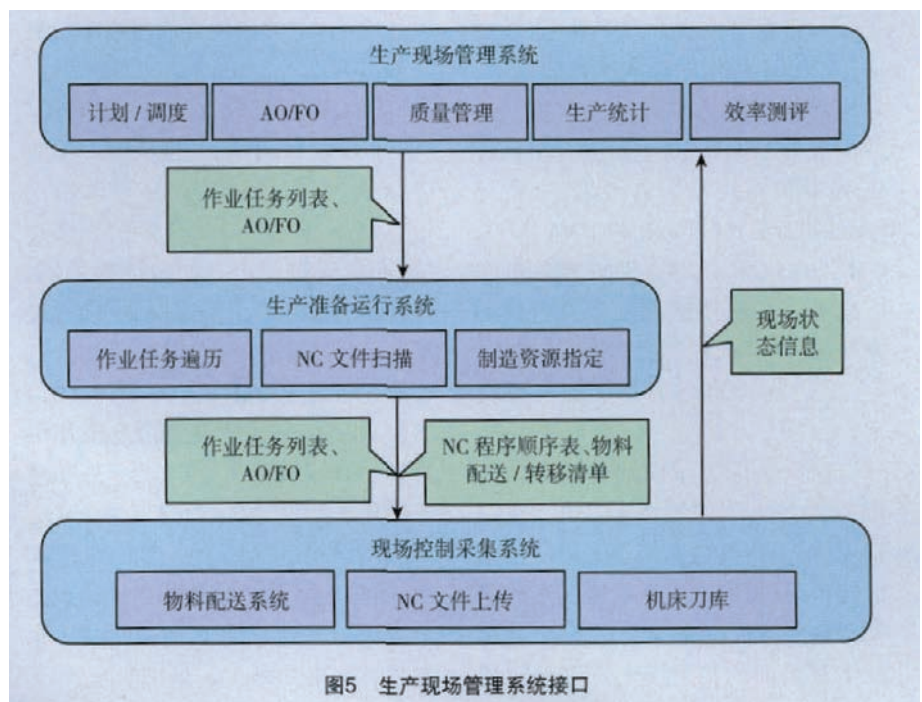 生产现场管理系统
计划 / 调度
AO/FO
质量管理
生产统计
效率测评
作业任务列表、
AO/FO
生产准备运行系统
作业任务遍历
NC 文件扫描
制造资源指定
现场状
态信息
作业任务列表、
AO/FO
NC 程序顺序表、物料
配送 / 转移清单
现场控制采集系统
物料配送系统
NC 文件上传
机床刀库
图5 生产现场管理系统接口